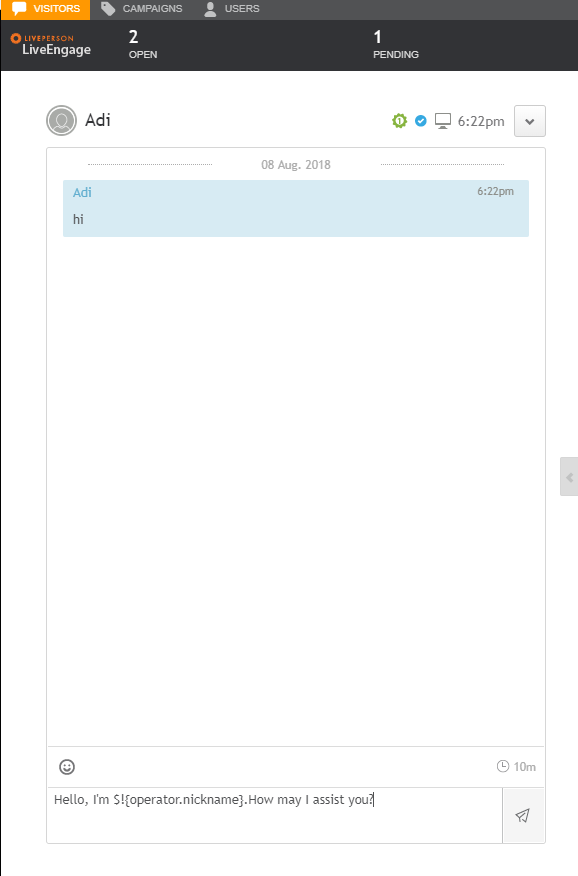 VISITORS CAMPAIGNS USERS
LIVEPERSON
LiveEngage
2
OPEN
1
PENDING
Adi
1
6:22pm
08 Aug. 2018
Adi
6:22pm
hi
10m
Hello, I'm $!{operator.nickname}.How may I assist you?